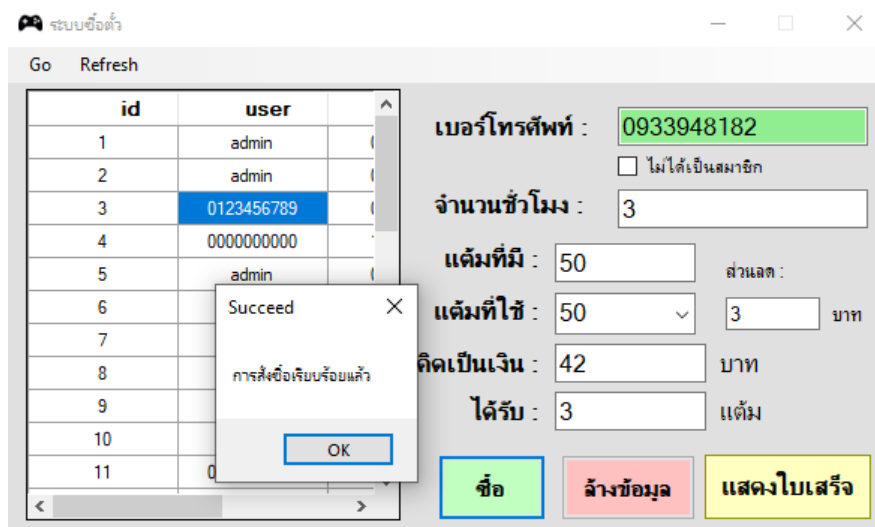 ระบบซื้อตั๋ว
Go Refresh
id user
1 admin
2 admin
3 0123456789
4 0000000000
5 admin
6
7
8
9
10
11
เบอร์โทรศัพท์ : 0933948182
ไม่ได้เป็นสมาชิก
จำนวนชั่วโมง : 3
แต้มที่มี : 50
ส่วนลด :
แต้มที่ใช้ : 50 3 บาท
คิดเป็นเงิน : 42 บาท
ได้รับ : 3 แต้ม
ซื้อ ล้างข้อมูล แสดงใบเสร็จ
Succeed
การสั่งซื้อเรียบร้อยแล้ว
OK